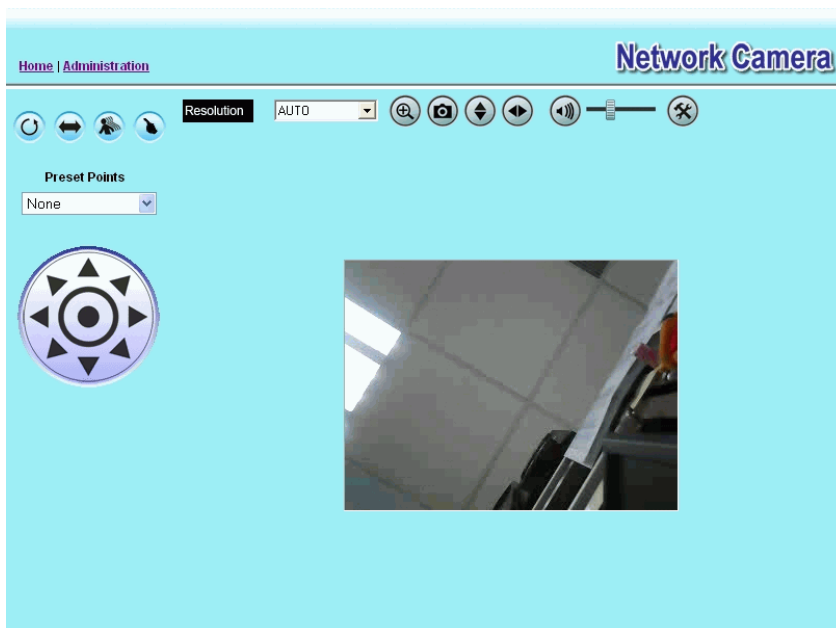 Network Camera
Home | Administration
Resolution
AUTO
Preset Points
None